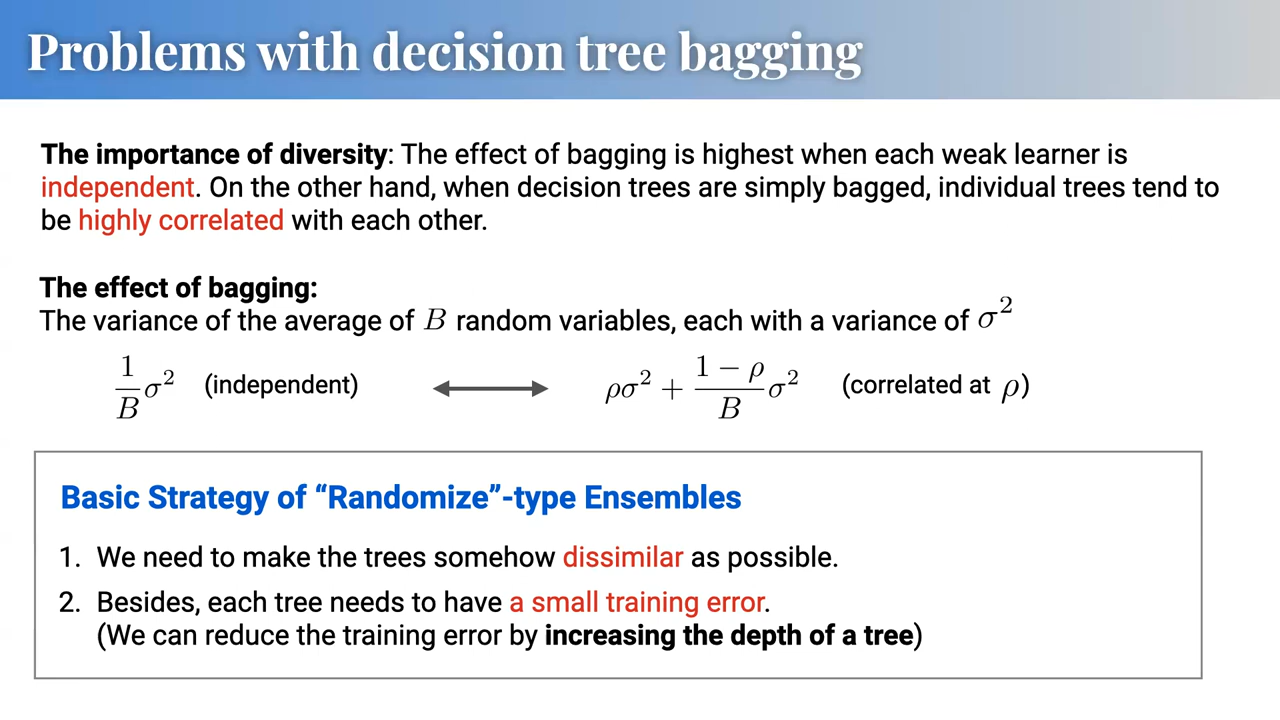 Problems with decision tree bagging
The importance of diversity: The effect of bagging is highest when each weak learner is
independent. On the other hand, when decision trees are simply bagged, individual trees tend to
be highly correlated with each other.
The effect of bagging:
The variance of the average of B random variables, each with a variance of σ²
1/B σ² (independent) ⟷ ρσ² + (1 − ρ)/B σ² (correlated at ρ)
Basic Strategy of “Randomize”-type Ensembles
1. We need to make the trees somehow dissimilar as possible.
2. Besides, each tree needs to have a small training error.
(We can reduce the training error by increasing the depth of a tree)